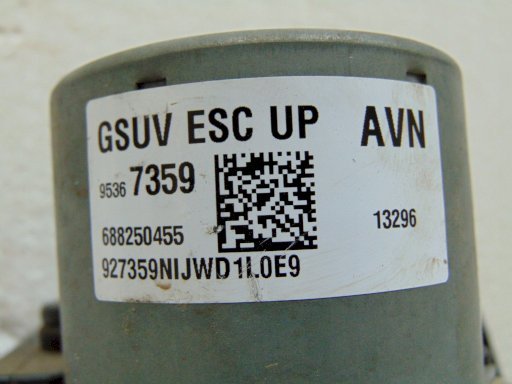 GSUV ESC UP AVN
9536 7359
688250455 13296
927359NIJWD1L0E9